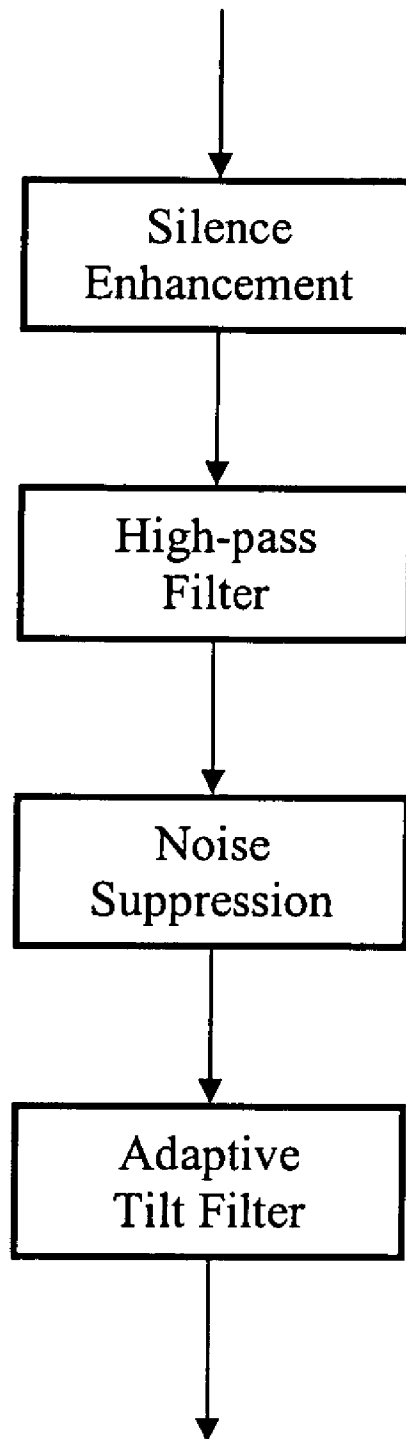 Silence
Enhancement
High-pass
Filter
Noise
Suppression
Adaptive
Tilt Filter